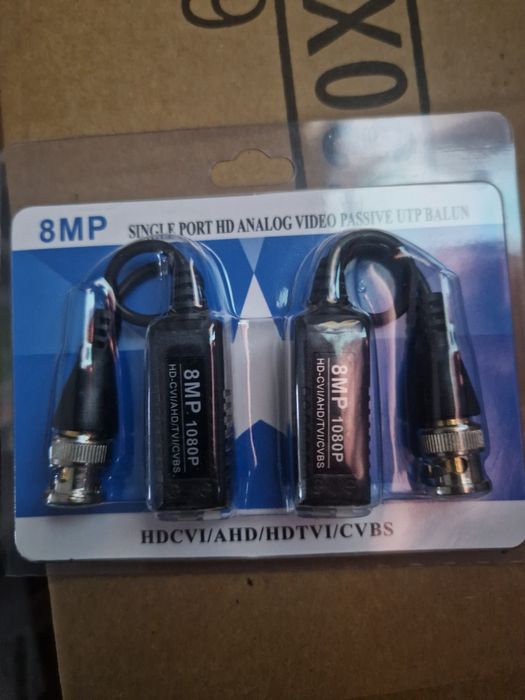 OX
8MP
SINGLE PORT HD ANALOG VIDEO PASSIVE UTP BALUN
8MP 1080P
HD-CVI/AHD/TVI/CVBS
8MP 1080P
HD-CVI/AHD/TVI/CVBS
HDCVI/AHD/HDTVI/CVBS